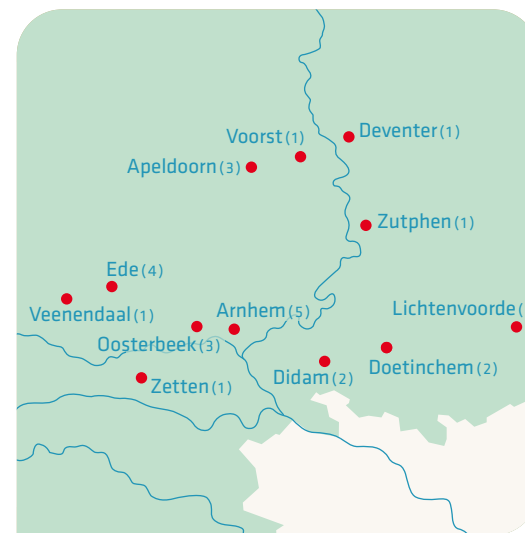 Deventer (1)
Voorst (1)
Apeldoorn (3)
Zutphen (1)
Ede (4)
Veenendaal (1)
Arnhem (5)
Lichtenvoorde (
Oosterbeek (3)
Doetinchem (2)
Didam (2)
Zetten (1)